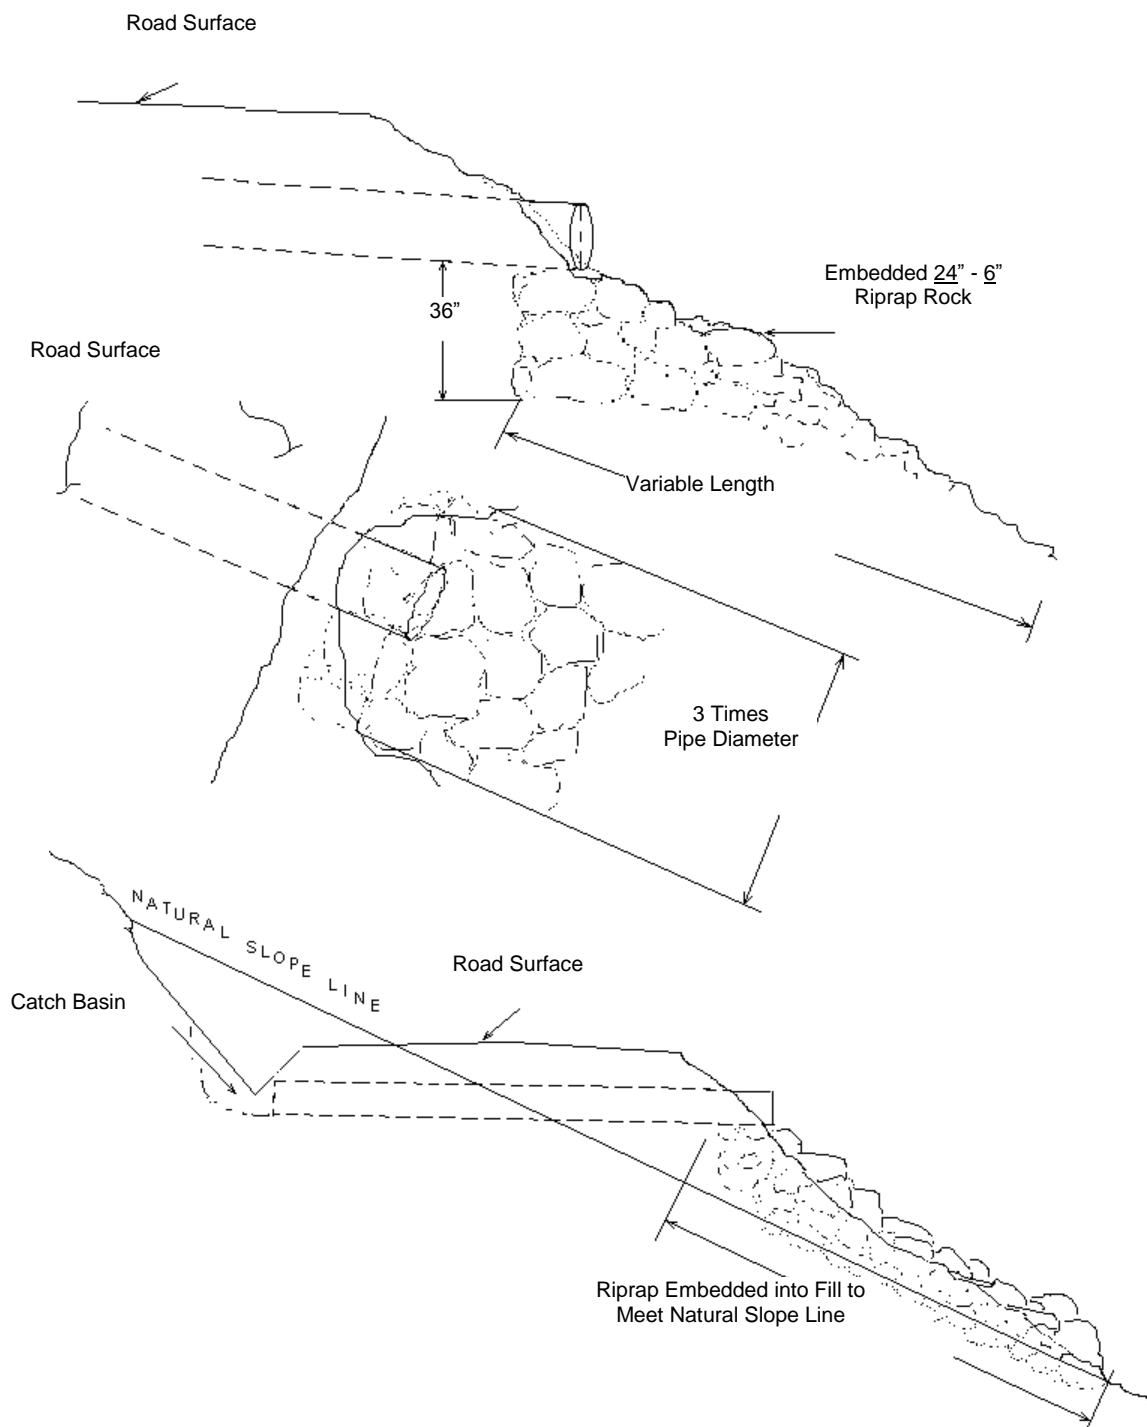 Road Surface
Embedded 24” - 6”
Riprap Rock
36”
Road Surface
Variable Length
3 Times
Pipe Diameter
NATURAL SLOPE LINE
Road Surface
Catch Basin
Riprap Embedded into Fill to
Meet Natural Slope Line